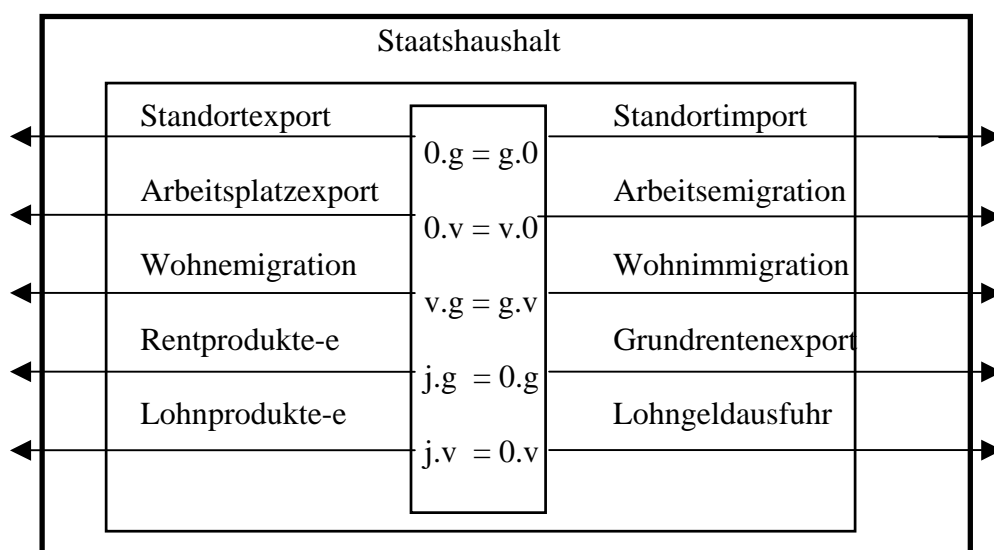 Staatshaushalt
Standortexport
Standortimport
0.g = g.0
Arbeitsplatzexport
Arbeitsemigration
0.v = v.0
Wohnemigration
Wohnimmigration
v.g = g.v
Rentprodukte-e
Grundrentenexport
j.g = 0.g
Lohnprodukte-e
Lohngeldausfuhr
j.v = 0.v